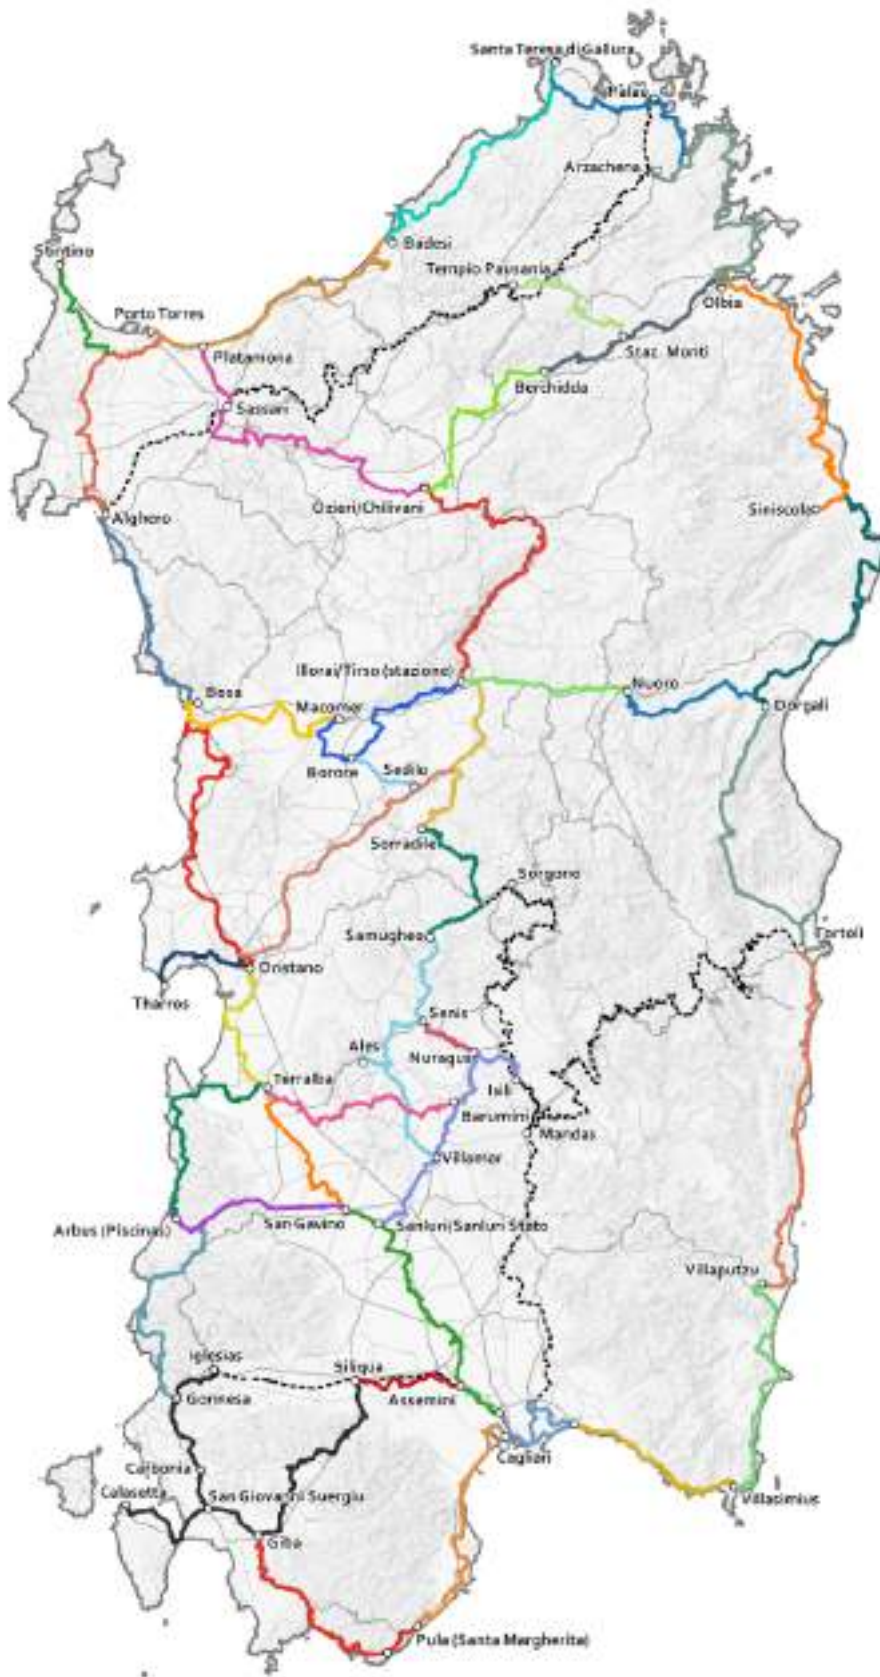 Santa Teresa di Gallura
Palau
Arzachena
Badesi
Stintino
Tempio Pausania
Olbia
Porto Torres
Platamona
Staz. Monti
Berchidda
Sassari
Ozieri/Chilivani
Alghero
Siniscola
Illorai/Tirso (stazione)
Nuoro
Bosa
Macomer
Dorgali
Borore
Sedilo
Sorradile
Sorgono
Samugheo
Tortolì
Oristano
Tharros
Senis
Ales
Nuragus
Terralba
Isili
Barumini
Mandas
Villamar
Arbus (Piscinas)
San Gavino
Sanluri (Sanluri Stato)
Villaputzu
Iglesias
Siliqua
Gonnesa
Assemini
Cagliari
Carbonia
Calasetta
San Giovanni Suergiu
Villasimius
Giba
Pula (Santa Margherita)